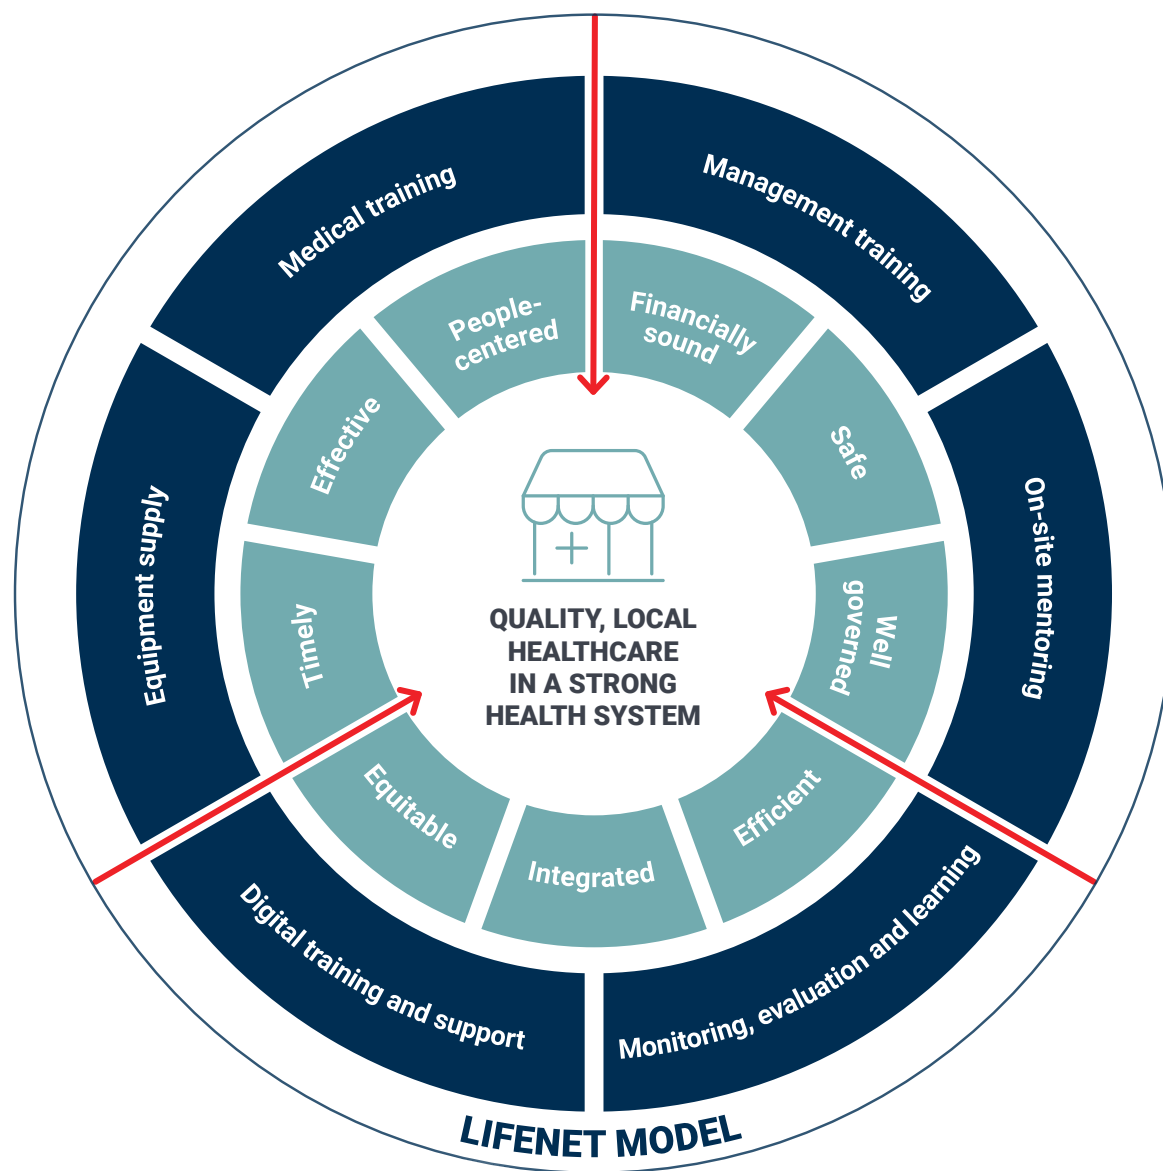 Medical training
Management training
On-site mentoring
Monitoring, evaluation and learning
Digital training and support
Equipment supply
People-
centered
Financially
sound
Safe
Well
governed
Efficient
Integrated
Equitable
Timely
Effective
QUALITY, LOCAL
HEALTHCARE
IN A STRONG
HEALTH SYSTEM
LIFENET MODEL